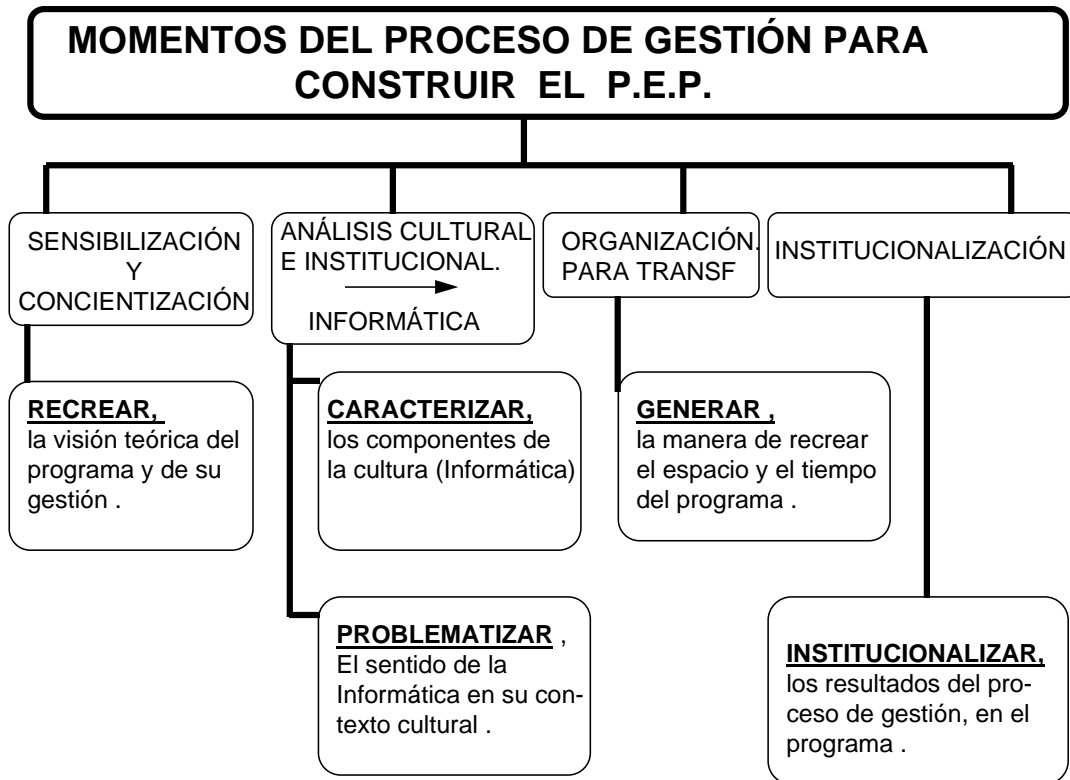 MOMENTOS DEL PROCESO DE GESTIÓN PARA
CONSTRUIR EL P.E.P.
SENSIBILIZACIÓN
Y
CONCIENTIZACIÓN
ANÁLISIS CULTURAL
E INSTITUCIONAL.
INFORMÁTICA
ORGANIZACIÓN.
PARA TRANSF
INSTITUCIONALIZACIÓN
RECREAR,
la visión teórica del
programa y de su
gestión .
CARACTERIZAR,
los componentes de
la cultura (Informática)
GENERAR ,
la manera de recrear
el espacio y el tiempo
del programa .
PROBLEMATIZAR ,
El sentido de la
Informática en su con-
texto cultural .
INSTITUCIONALIZAR,
los resultados del pro-
ceso de gestión, en el
programa .